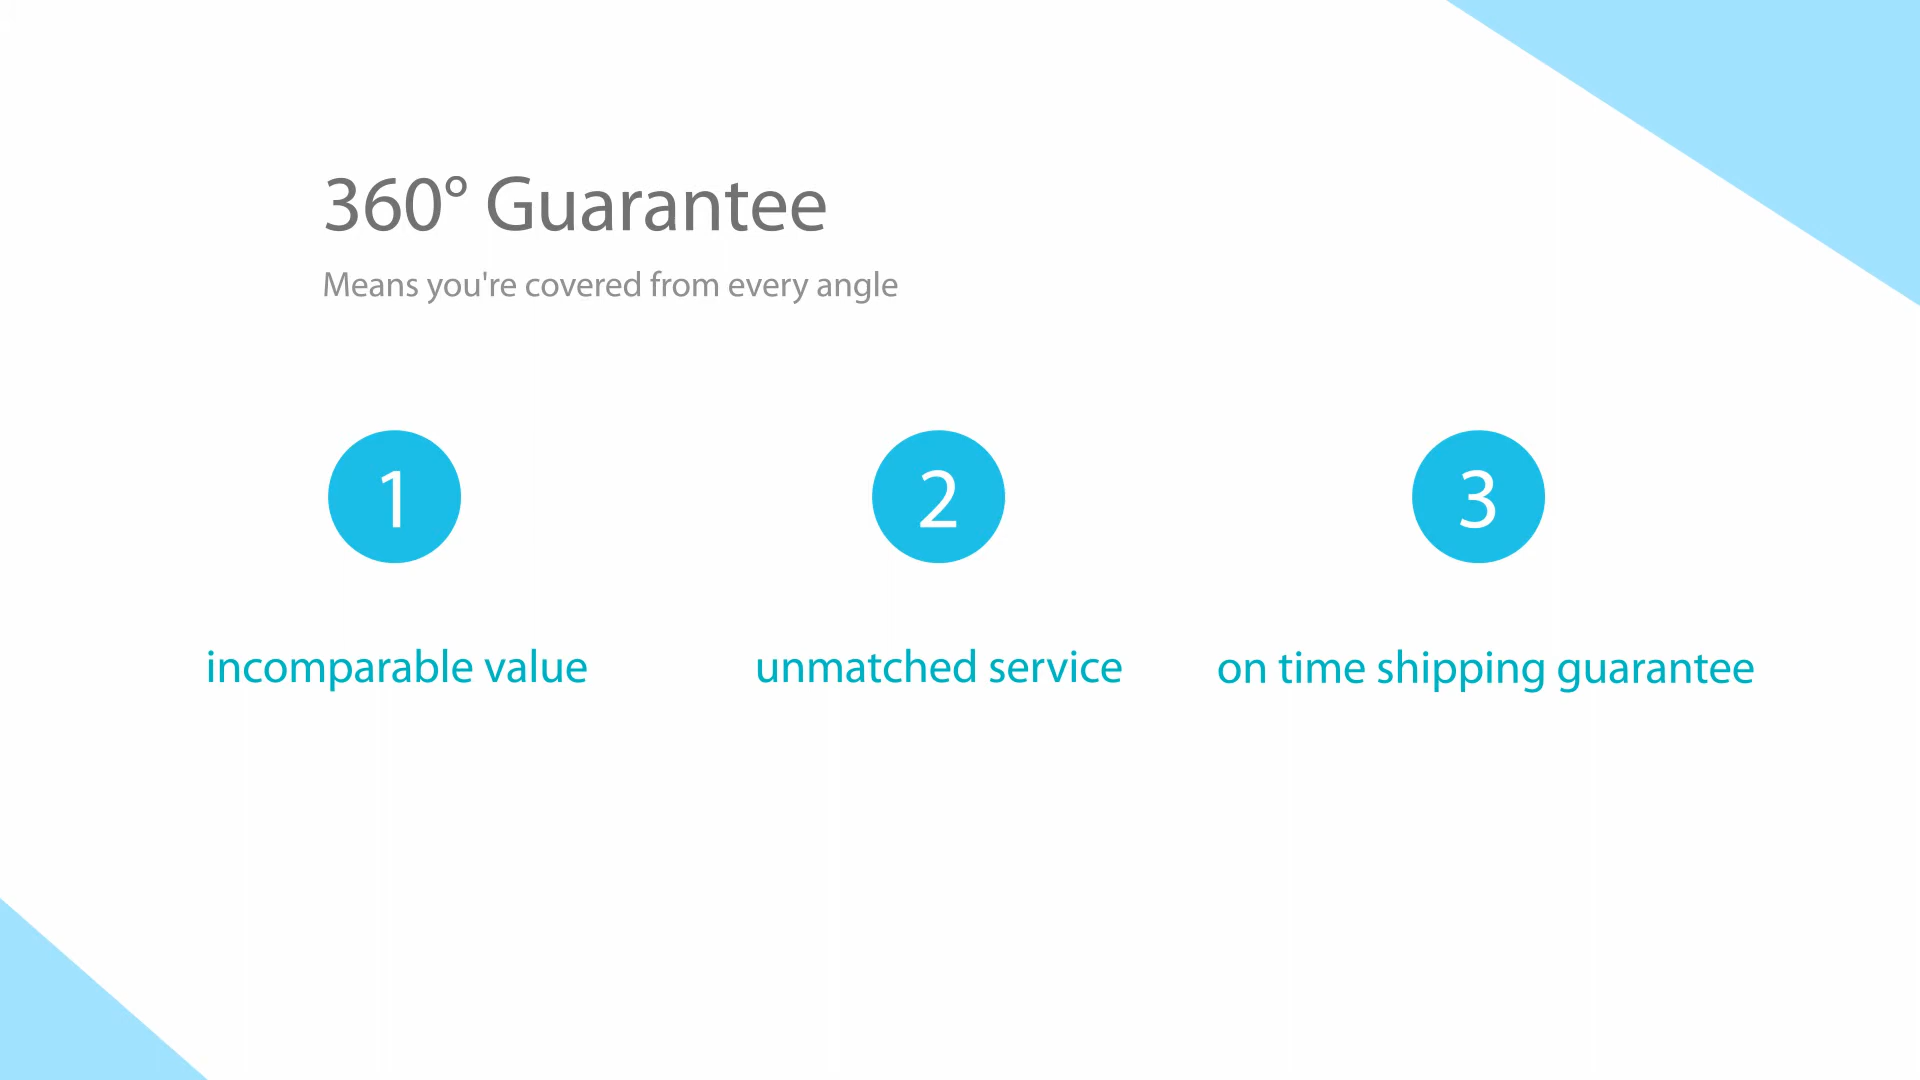 360° Guarantee
Means you're covered from every angle
1
2
3
incomparable value
unmatched service
on time shipping guarantee